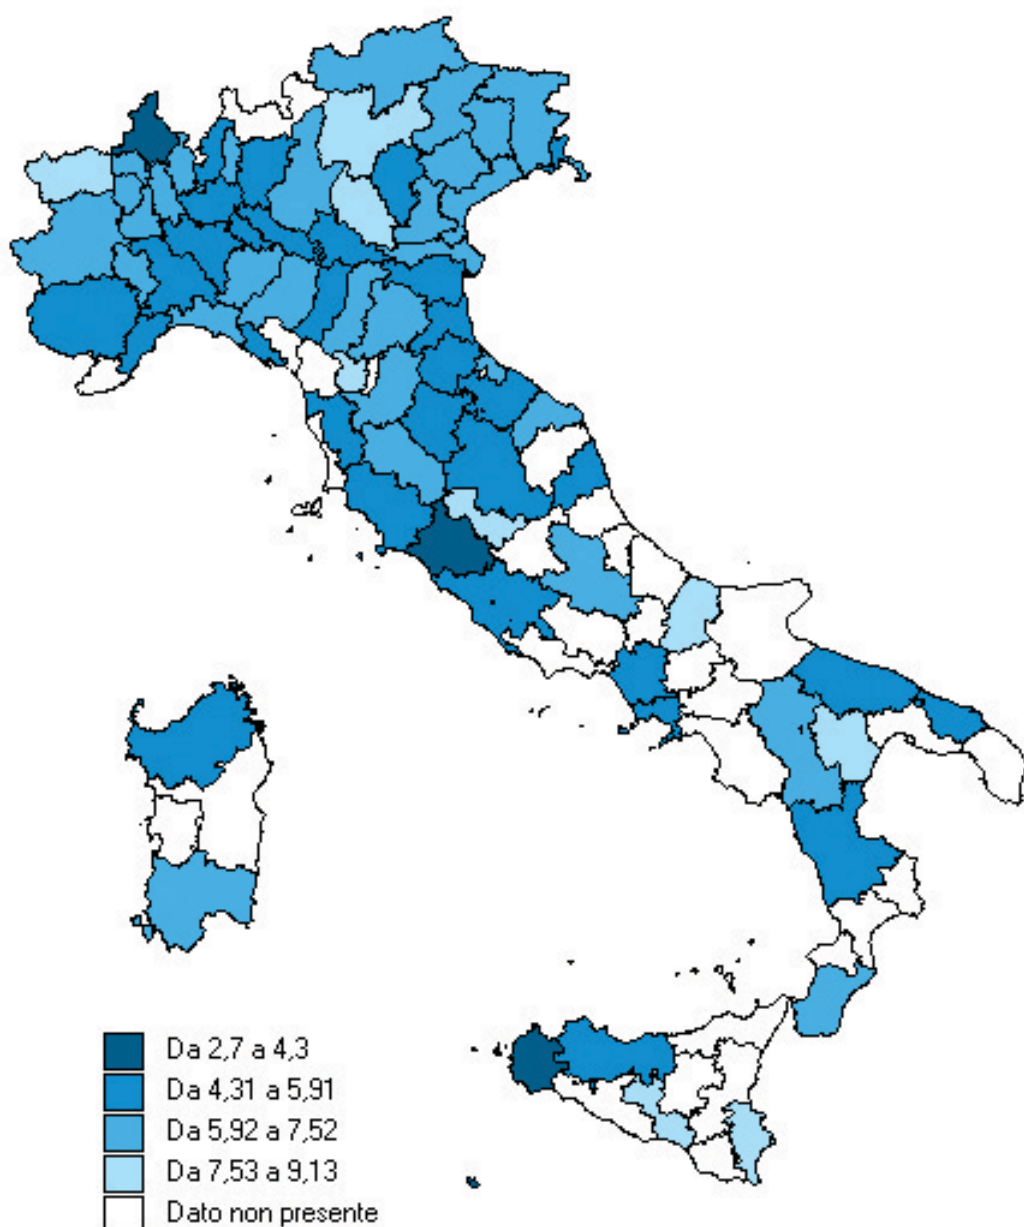 Da 2,7 a 4,3
Da 4,31 a 5,91
Da 5,92 a 7,52
Da 7,53 a 9,13
Dato non presente